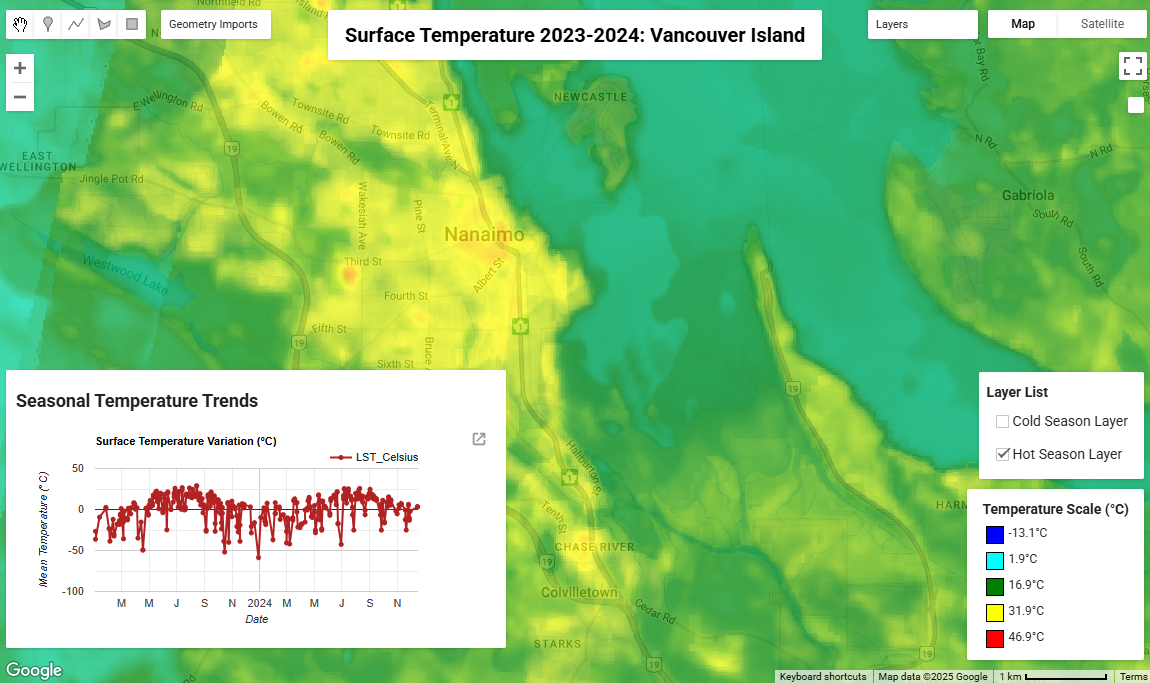 Northfield Rd
Island H
Geometry Imports
Surface Temperature 2023-2024: Vancouver Island
Layers
Map
Satellite
+
−
E Wellington Rd
Bowen Rd
Townsite Rd
Townsite Rd
Bowen Rd
Terminal Ave N
19
1
NEWCASTLE
N Rd
N Rd
EAST
WELLINGTON
Jingle Pot Rd
Wakesiah Ave
Pine St
Gabriola
South Rd
South Rd
Nanaimo
Third St
Albert St
Westwood Lake
Fourth St
Fifth St
19
1
Bruce A
Sixth St
19
Seasonal Temperature Trends
Surface Temperature Variation (°C)
LST_Celsius
Mean Temperature (°C)
50
0
-50
-100
M
M
J
S
N
2024
M
M
J
S
N
Date
Haliburton St
1
Tenth St
CHASE RIVER
19
Colvilletown
Cedar Rd
STARKS
19
19
HARM
Layer List
Cold Season Layer
Hot Season Layer
Temperature Scale (°C)
-13.1°C
1.9°C
16.9°C
31.9°C
46.9°C
Google
Keyboard shortcuts
Map data ©2025 Google
1 km
Terms